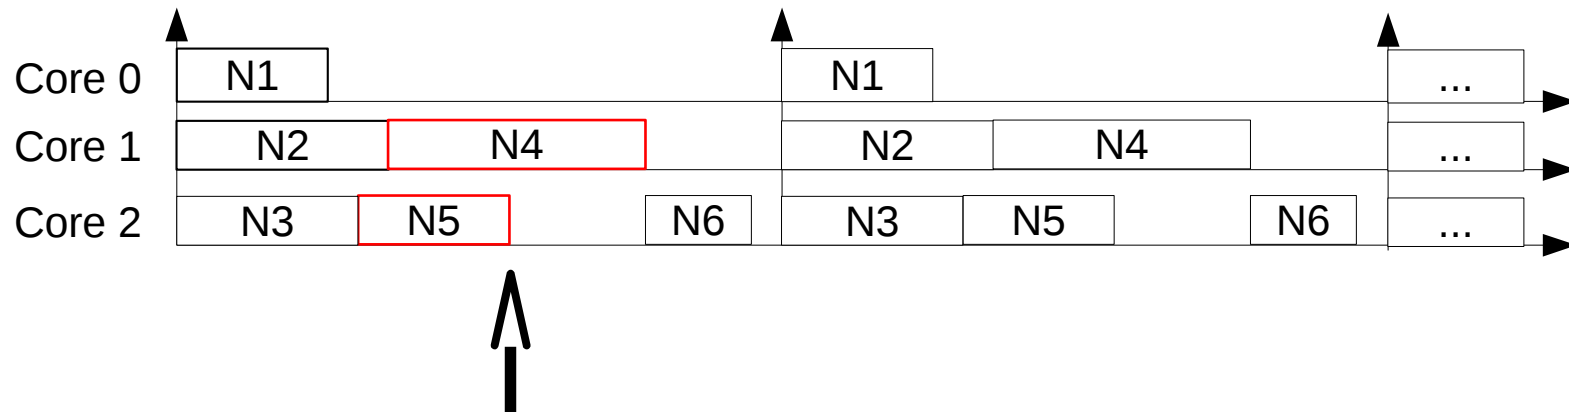 Core 0 N1 N1 ...
Core 1 N2 N4 N2 N4 ...
Core 2 N3 N5 N6 N3 N5 N6 ...